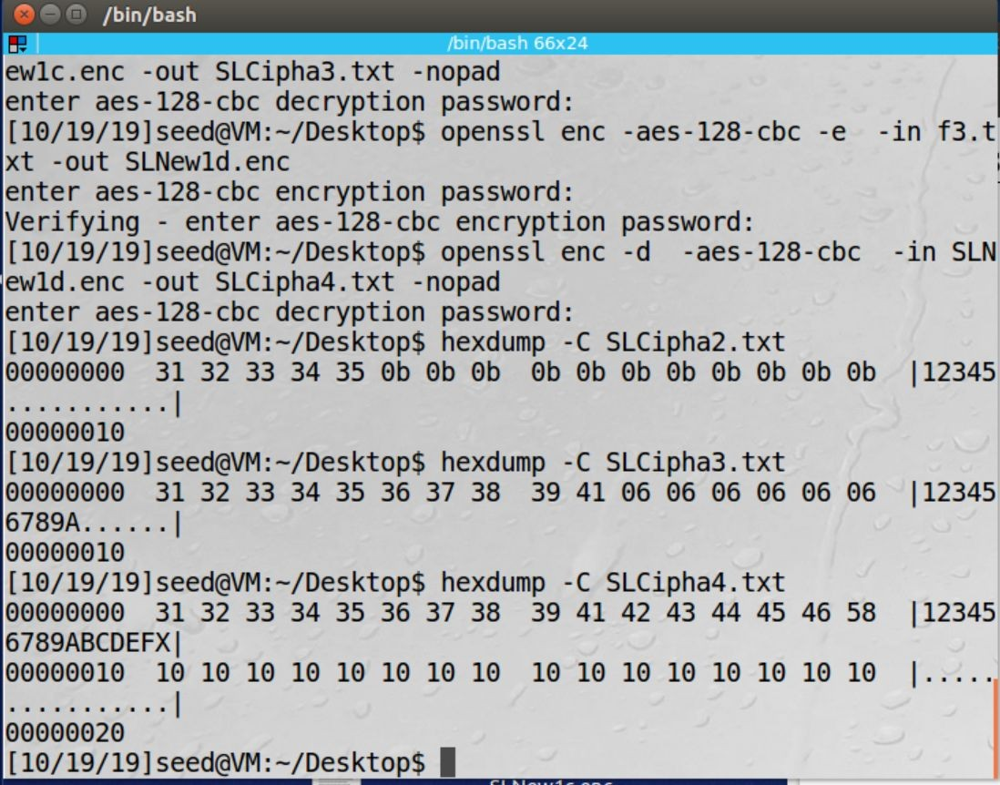 /bin/bash
/bin/bash 66x24
ew1c.enc -out SLCipha3.txt -nopad
enter aes-128-cbc decryption password:
[10/19/19]seed@VM:~/Desktop$ openssl enc -aes-128-cbc -e  -in f3.t
xt -out SLNew1d.enc
enter aes-128-cbc encryption password:
Verifying - enter aes-128-cbc encryption password:
[10/19/19]seed@VM:~/Desktop$ openssl enc -d  -aes-128-cbc  -in SLN
ew1d.enc -out SLCipha4.txt -nopad
enter aes-128-cbc decryption password:
[10/19/19]seed@VM:~/Desktop$ hexdump -C SLCipha2.txt
00000000  31 32 33 34 35 0b 0b 0b  0b 0b 0b 0b 0b 0b 0b 0b  |12345
...........|
00000010
[10/19/19]seed@VM:~/Desktop$ hexdump -C SLCipha3.txt
00000000  31 32 33 34 35 36 37 38  39 41 06 06 06 06 06 06  |12345
6789A......|
00000010
[10/19/19]seed@VM:~/Desktop$ hexdump -C SLCipha4.txt
00000000  31 32 33 34 35 36 37 38  39 41 42 43 44 45 46 58  |12345
6789ABCDEFX|
00000010  10 10 10 10 10 10 10 10  10 10 10 10 10 10 10 10  |.....
...........|
00000020
[10/19/19]seed@VM:~/Desktop$
SLNew1c.enc